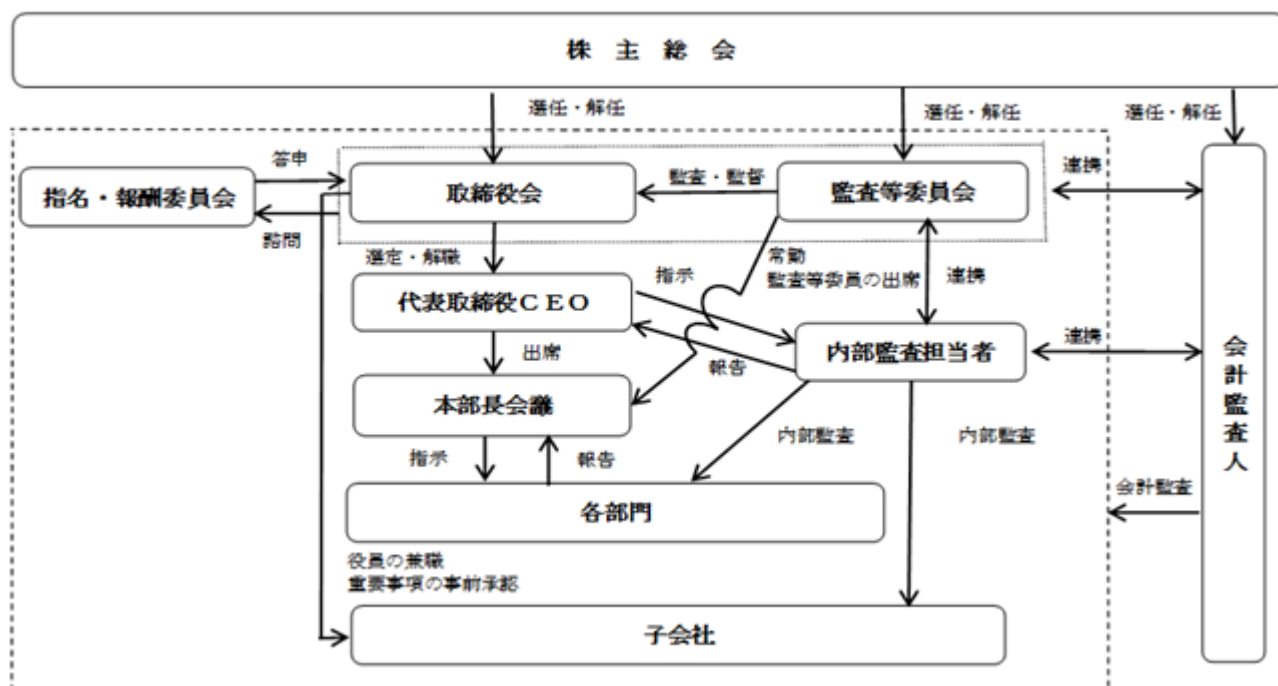 株 主 総 会
選任・解任
選任・解任
選任・解任
答申
指名・報酬委員会
諮問
取締役会
監査・監督
監査等委員会
連携
選定・解職
指示
常勤
監査等委員の出席
連携
代表取締役CEO
出席
報告
内部監査担当者
連携
会計監査人
本部長会議
指示
報告
内部監査
内部監査
会計監査
各部門
役員の兼職
重要事項の事前承認
子会社